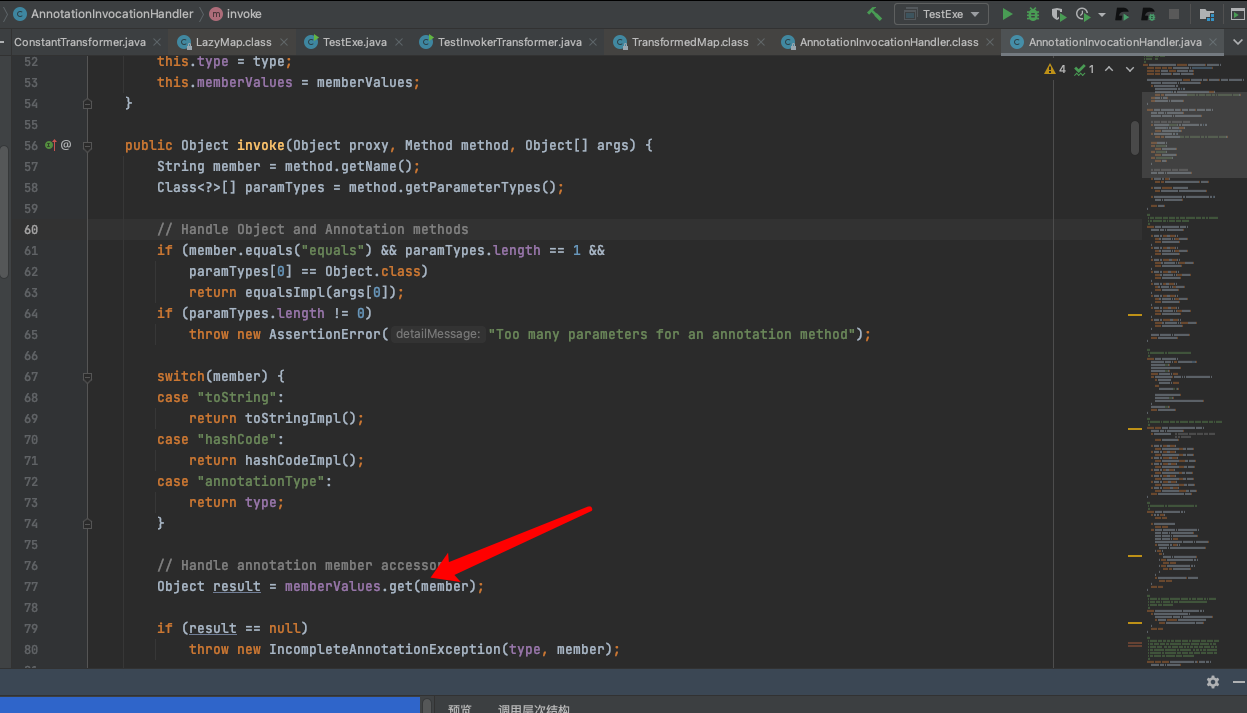 AnnotationInvocationHandler invoke TestExe
ConstantTransformer.java LazyMap.class TestExe.java TestInvokerTransformer.java TransformedMap.class AnnotationInvocationHandler.class AnnotationInvocationHandler.java
52 this.type = type; 4 1
53 this.memberValues = memberValues;
54 }
55
56 @ public Object invoke(Object proxy, Method method, Object[] args) {
57 String member = method.getName();
58 Class<?>[] paramTypes = method.getParameterTypes();
59
60 // Handle Object and Annotation methods
61 if (member.equals("equals") && paramTypes.length == 1 &&
62 paramTypes[0] == Object.class)
63 return equalsImpl(args[0]);
64 if (paramTypes.length != 0)
65 throw new AssertionError( detailMessage: "Too many parameters for an annotation method");
66
67 switch(member) {
68 case "toString":
69 return toStringImpl();
70 case "hashCode":
71 return hashCodeImpl();
72 case "annotationType":
73 return type;
74 }
75
76 // Handle annotation member accesso
77 Object result = memberValues.get(member);
78
79 if (result == null)
80 throw new IncompleteAnnotationException(type, member);
预览 调用层次结构